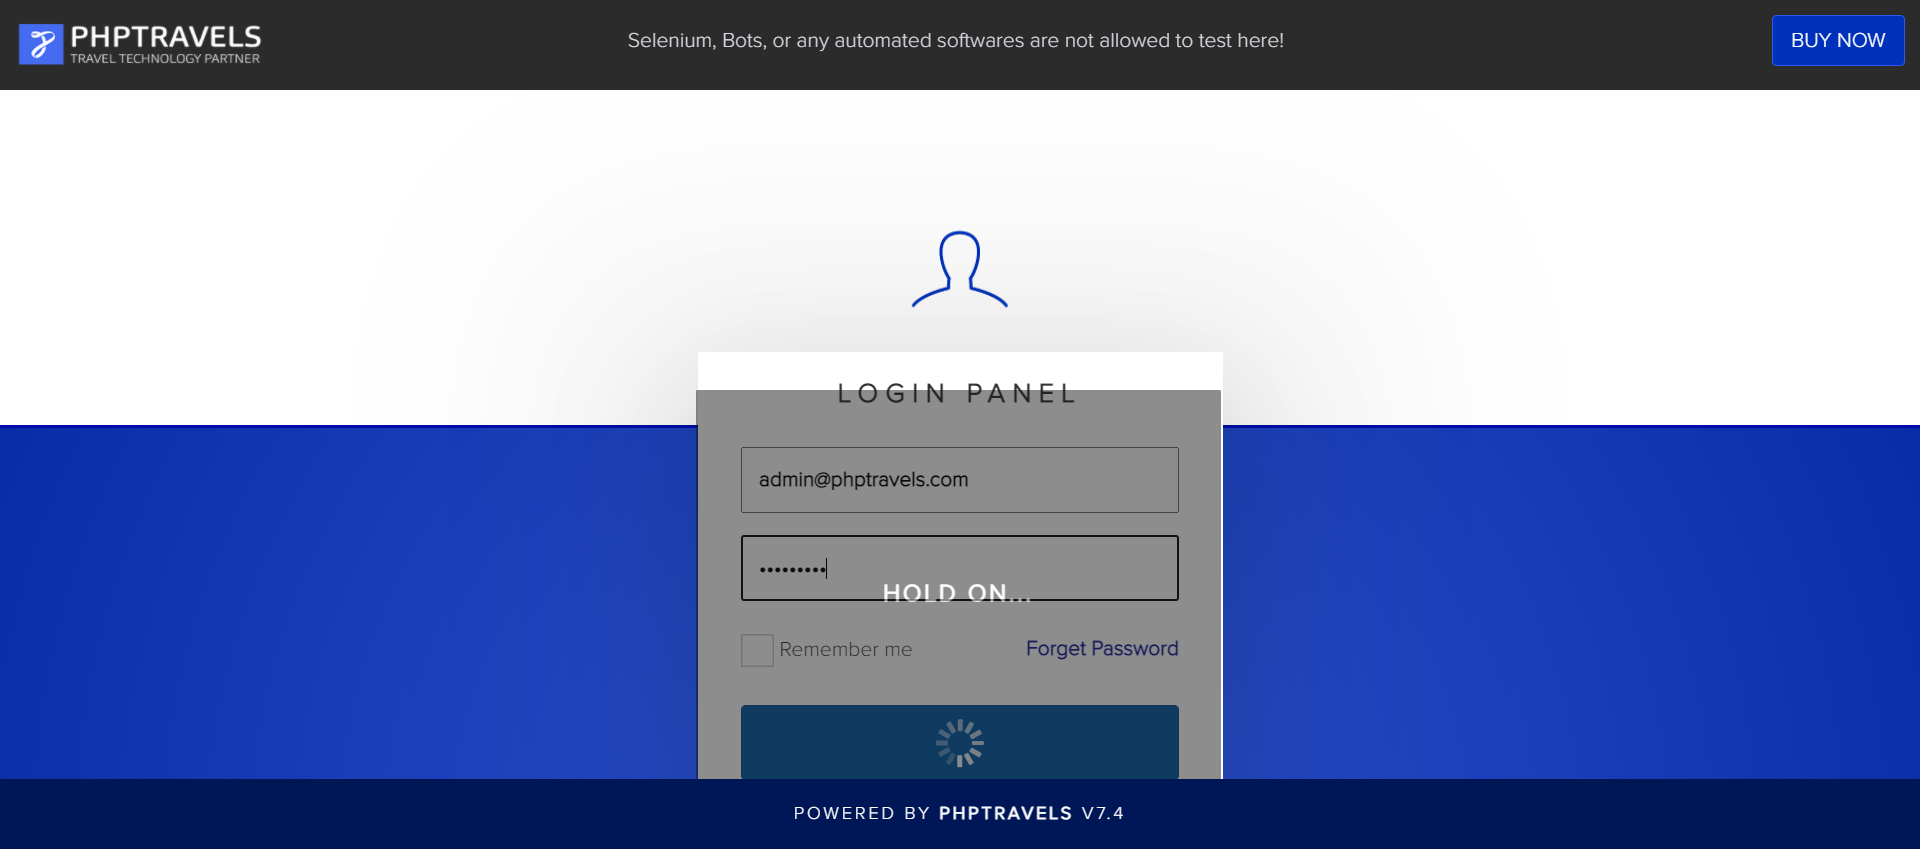 PHPTRAVELS
TRAVEL TECHNOLOGY PARTNER
Selenium, Bots, or any automated softwares are not allowed to test here!
BUY NOW
LOGIN PANEL
admin@phptravels.com
•••••••••
HOLD ON...
Remember me
Forget Password
POWERED BY PHPTRAVELS V7.4